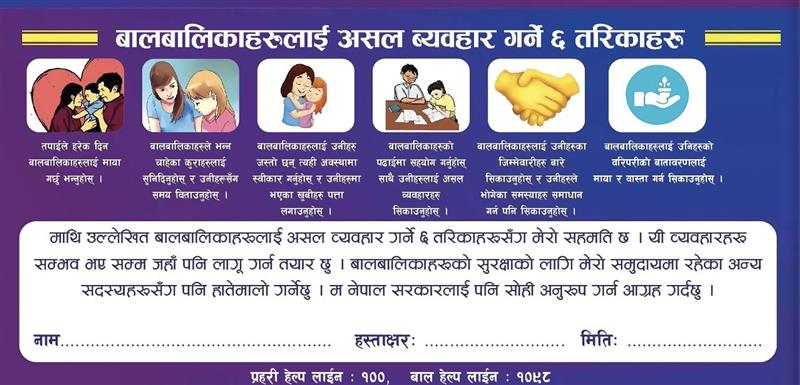 बालबालिकाहरुलाई असल ब्यवहार गर्ने ६ तरिकाहरु
तपाईले हरेक दिन
बालबालिकाहरुलाई माया
गर्छु भन्नुहोस् ।
बालबालिकाहरुले भन्न
चाहेका कुराहरुलाई
सुनिदिनुहोस् र उनीहरुसँग
समय विताउनुहोस् ।
बालबालिकाहरुलाई उनीहरु
जस्तो छन् त्यही अवस्थामा
स्वीकार गर्नुहोस् र उनीहरुमा
भएका खुबीहरु पत्ता
लगाउनुहोस् ।
बालबालिकाहरुको
पढाईमा सहयोग गर्नुहोस्
साथै उनीहरुलाई असल
व्यवहारहरु
सिकाउनुहोस् ।
बालबालिकाहरुलाई उनीहरुका
जिम्मेवारीहरु बारे
सिकाउनुहोस् र उनीहरुले
भोगेका समस्याहरु समाधान
गर्न पनि सिकाउनुहोस् ।
बालबालिकाहरुलाई उनिहरुको
वरिपरीको बातावरणलाई
माया र वास्ता गर्न सिकाउनुहोस् ।
माथि उल्लेखित बालबालिकाहरुलाई असल व्यवहार गर्ने ६ तरिकाहरुसँग मेरो सहमति छ । यी व्यवहारहरु
सम्भव भए सम्म जहाँ पनि लागू गर्न तयार छु । बालबालिकाहरुको सुरक्षाको लागि मेरो समुदायमा रहेका अन्य
सदस्यहरुसँग पनि हातेमालो गर्नेछु । म नेपाल सरकारलाई पनि सोही अनुरुप गर्न आग्रह गर्दछु ।
नाम............................................... हस्ताक्षरः ........................ मितिः ........................
प्रहरी हेल्प लाईन : १००, बाल हेल्प लाईन : १०९८